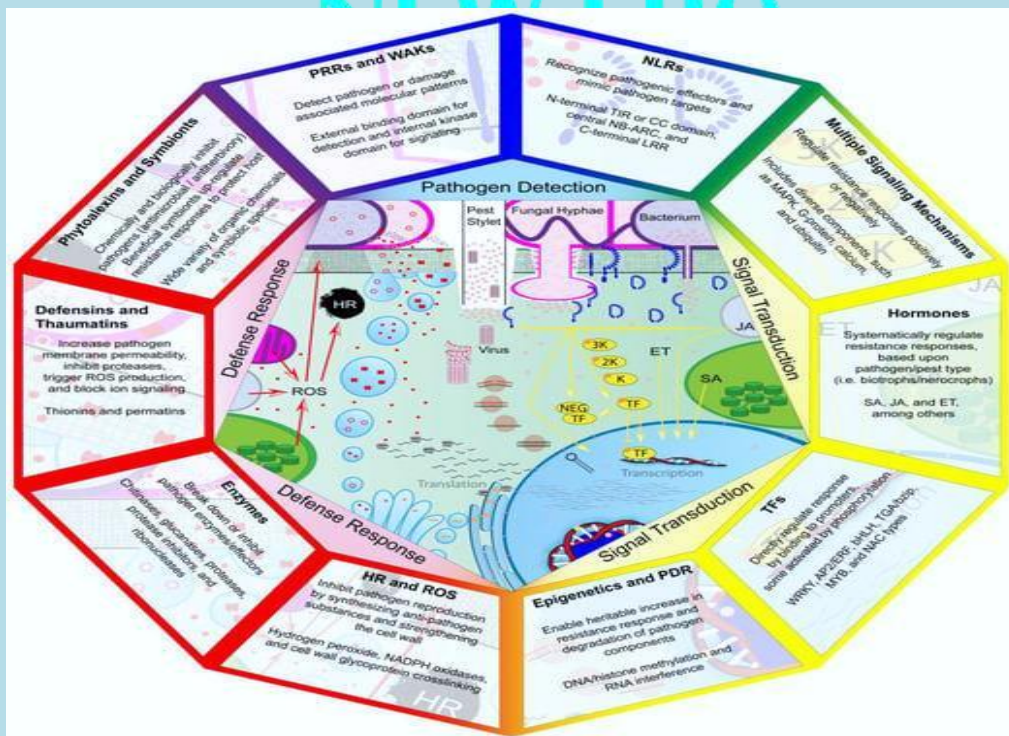 PRRs and WAKs
Detect pathogen or damage
associated molecular patterns
External binding domain for
detection and internal kinase
domain for signalling
NLRs
Recognize pathogenic effectors and
mimic pathogen targets
N-terminal TIR or CC domain,
central NB-ARC, and
C-terminal LRR
Multiple Signaling Mechanisms
Regulate resistance responses positively
or negatively
Includes diverse components, such
as MAPK, G-protein, calcium,
and ubiquitin
Hormones
Systematically regulate
resistance responses,
based upon
pathogen/pest type
(i.e. biotrophs/nerocrophs)
SA, JA, and ET,
among others
TFs
Directly regulate response
by binding to promoters,
some activated by phosphorylation
WRKY, AP2/ERF, bHLH, TGA/bzip,
MYB, and NAC types
Epigenetics and PDR
Enable heritable increase in
resistance response and
degradation of pathogen
components
DNA/histone methylation and
RNA interference
HR and ROS
Inhibit pathogen reproduction
by synthesizing anti-pathogen
substances and strengthening
the cell wall
Hydrogen peroxide, NADPH oxidases,
and cell wall glycoprotein crosslinking
Enzymes
Break down or inhibit
pathogen enzymes/effectors
Chitinases, glucanases, proteases,
protease inhibitors, and
ribonucleases
Defensins and
Thaumatins
Increase pathogen
membrane permeability,
inhibit proteases,
trigger ROS production,
and block ion signaling
Thionins and permatins
Phytoalexins and Symbionts
Chemically and biologically inhibit
pathogens (antimicrobial / antiherbivory)
Beneficial symbionts up-regulate
resistance responses to protect host
Wide variety of organic chemicals
and symbiotic species
Pathogen Detection
Signal Transduction
Signal Transduction
Defense Response
Defense Response
Pest
Stylet
Fungal Hyphae
Bacterium
HR
ROS
Virus
JA
ET
SA
3K
2K
K
NEG
TF
TF
TF
Transcription
Translation
JA
ET
K
HR